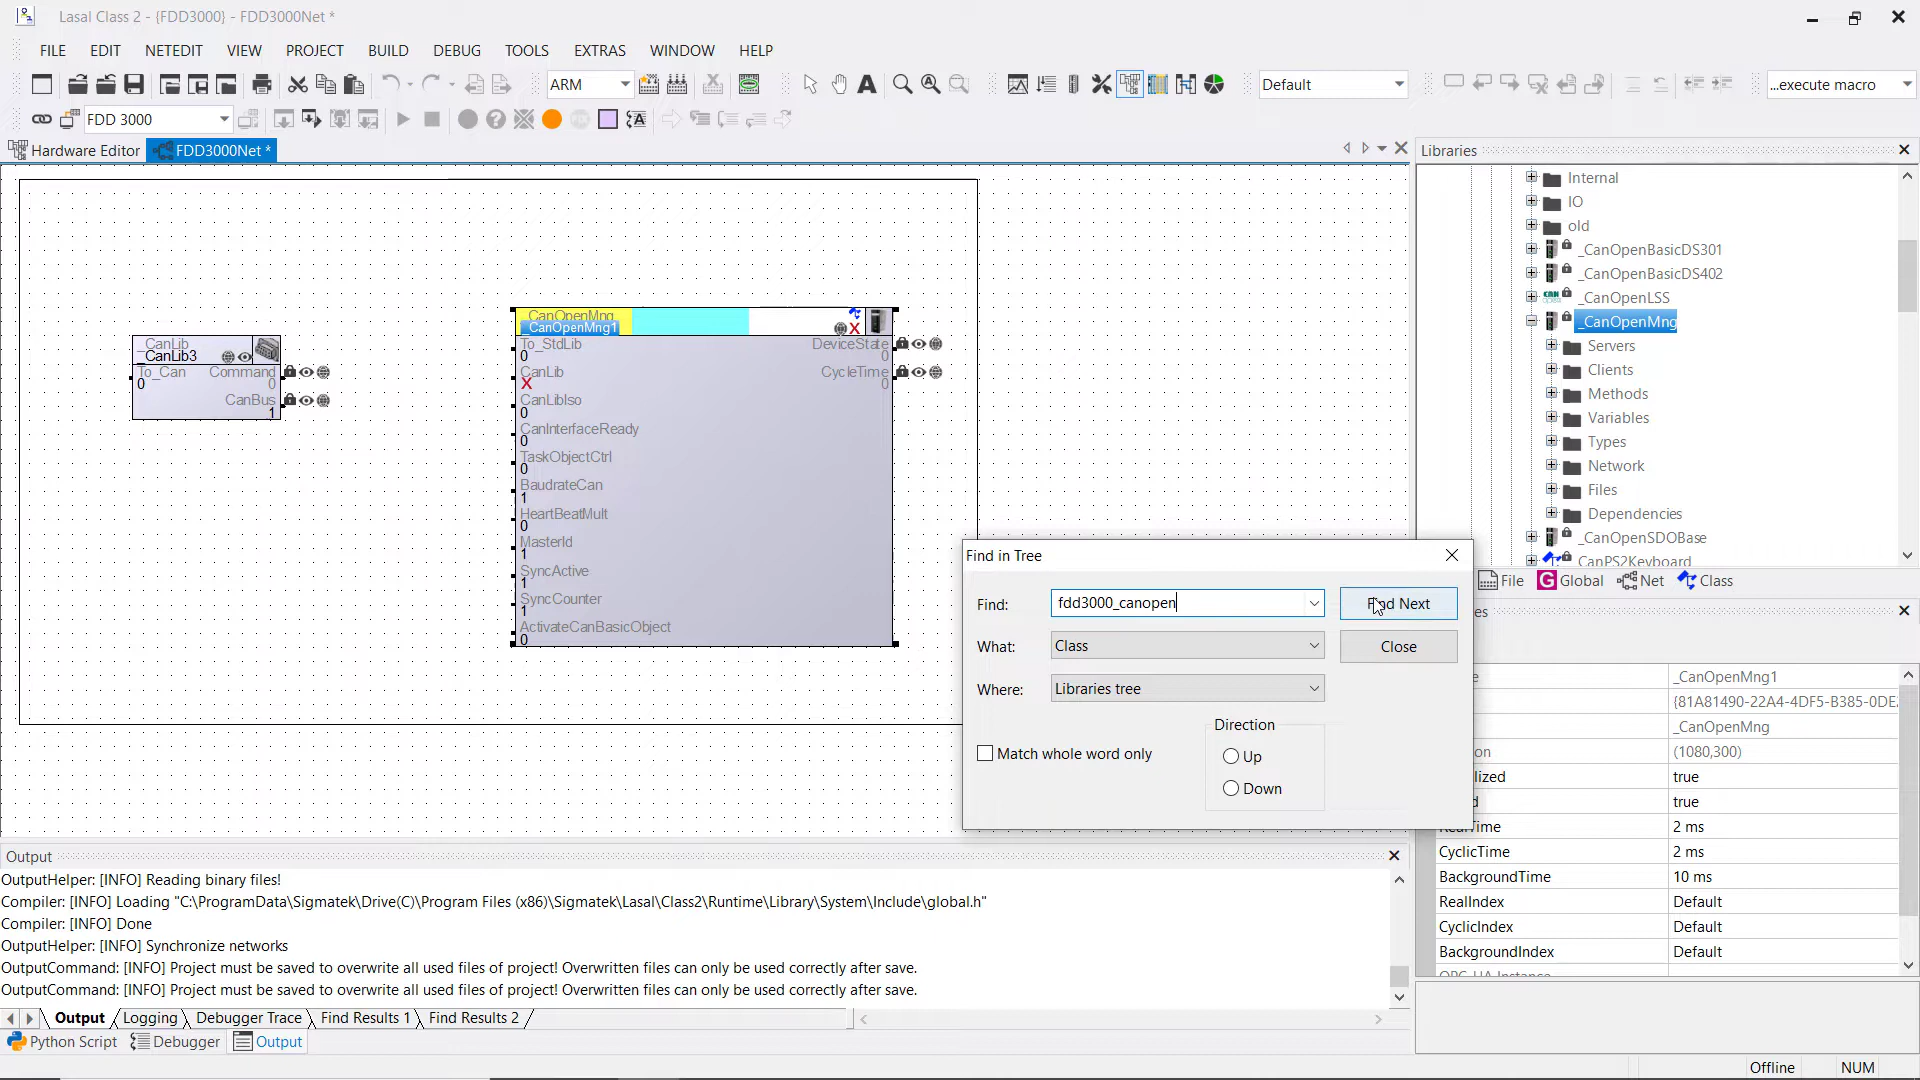 Lasal Class 2 - {FDD3000} - FDD3000Net *
FILE EDIT NETEDIT VIEW PROJECT BUILD DEBUG TOOLS EXTRAS WINDOW HELP
ARM
Default
...execute macro
FDD 3000
Hardware Editor
FDD3000Net *
_CanLib
_CanLib3
To_Can
0
Command
0
CanBus
1
_CanOpenMng
_CanOpenMng1
To_StdLib
0
DeviceState
0
CanLib
X
CycleTime
0
CanLibIso
0
CanInterfaceReady
0
TaskObjectCtrl
0
BaudrateCan
1
HeartBeatMult
0
MasterId
1
SyncActive
1
SyncCounter
1
ActivateCanBasicObject
0
Libraries
Internal
IO
old
_CanOpenBasicDS301
_CanOpenBasicDS402
_CanOpenLSS
_CanOpenMng
Servers
Clients
Methods
Variables
Types
Network
Files
Dependencies
_CanOpenSDOBase
CanPS2Keyboard
File Global Net Class
Find in Tree
Find: fdd3000_canopen
Find Next
What: Class
Close
Where: Libraries tree
Direction
Match whole word only
Up
Down
_CanOpenMng1
{81A81490-22A4-4DF5-B385-0DE
_CanOpenMng
(1080,300)
true
true
RealTime 2 ms
CyclicTime 2 ms
BackgroundTime 10 ms
RealIndex Default
CyclicIndex Default
BackgroundIndex Default
OPC-UA Instance
Output
OutputHelper: [INFO] Reading binary files!
Compiler: [INFO] Loading "C:\ProgramData\Sigmatek\Drive(C)\Program Files (x86)\Sigmatek\Lasal\Class2\Runtime\Library\System\Include\global.h"
Compiler: [INFO] Done
OutputHelper: [INFO] Synchronize networks
OutputCommand: [INFO] Project must be saved to overwrite all used files of project! Overwritten files can only be used correctly after save.
OutputCommand: [INFO] Project must be saved to overwrite all used files of project! Overwritten files can only be used correctly after save.
Output Logging Debugger Trace Find Results 1 Find Results 2
Python Script Debugger Output
Offline NUM